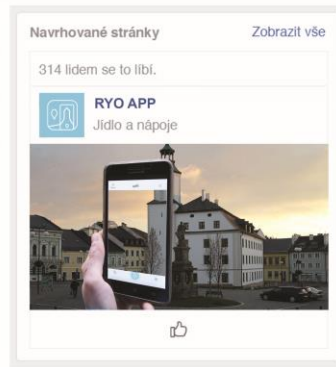 Navrhované stránky
Zobrazit vše
314 lidem se to líbí.
RYO APP
Jídlo a nápoje